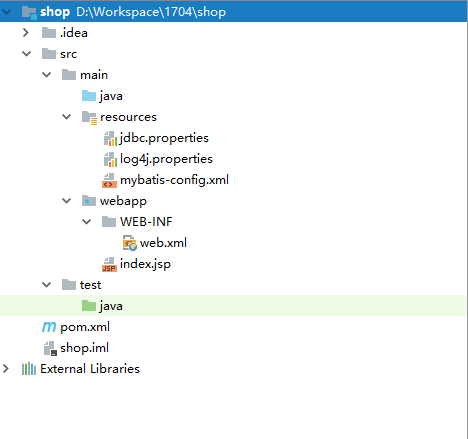 shop D:\Workspace\1704\shop
.idea
src
main
java
resources
jdbc.properties
log4j.properties
mybatis-config.xml
webapp
WEB-INF
web.xml
JSP index.jsp
test
java
m pom.xml
shop.iml
External Libraries